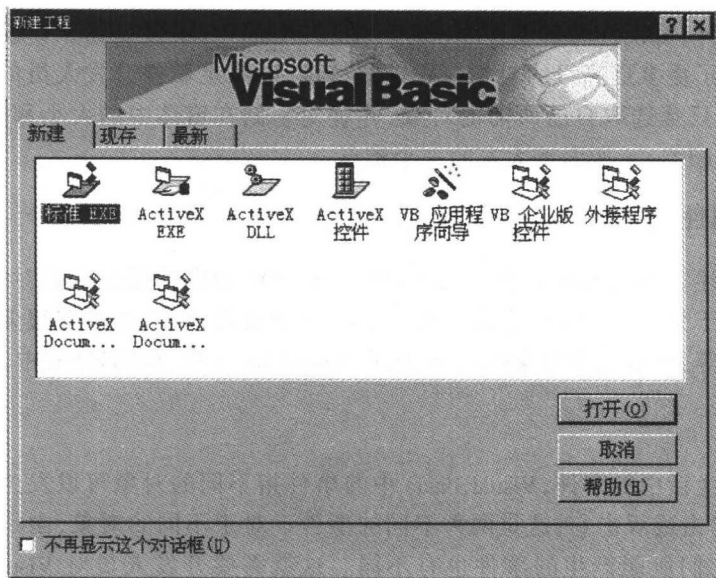 新建工程
Microsoft
Visual Basic
新建 现存 最新
标准 EXE ActiveX EXE ActiveX DLL ActiveX 控件 VB 应用程序向导 VB 企业版控件 外接程序
ActiveX Docum... ActiveX Docum...
打开(O)
取消
帮助(H)
不再显示这个对话框(D)